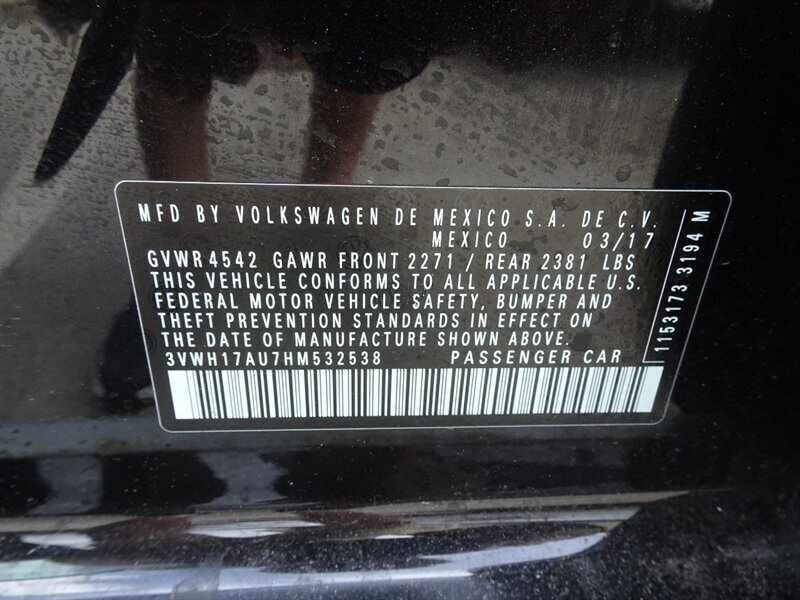 MFD BY VOLKSWAGEN DE MEXICO S.A. DE C.V.
MEXICO 03/17
GVWR 4542 GAWR FRONT 2271 / REAR 2381 LBS
THIS VEHICLE CONFORMS TO ALL APPLICABLE U.S.
FEDERAL MOTOR VEHICLE SAFETY, BUMPER AND
THEFT PREVENTION STANDARDS IN EFFECT ON
THE DATE OF MANUFACTURE SHOWN ABOVE.
3VWH17AU7HM532538 PASSENGER CAR
1153173 3194 M